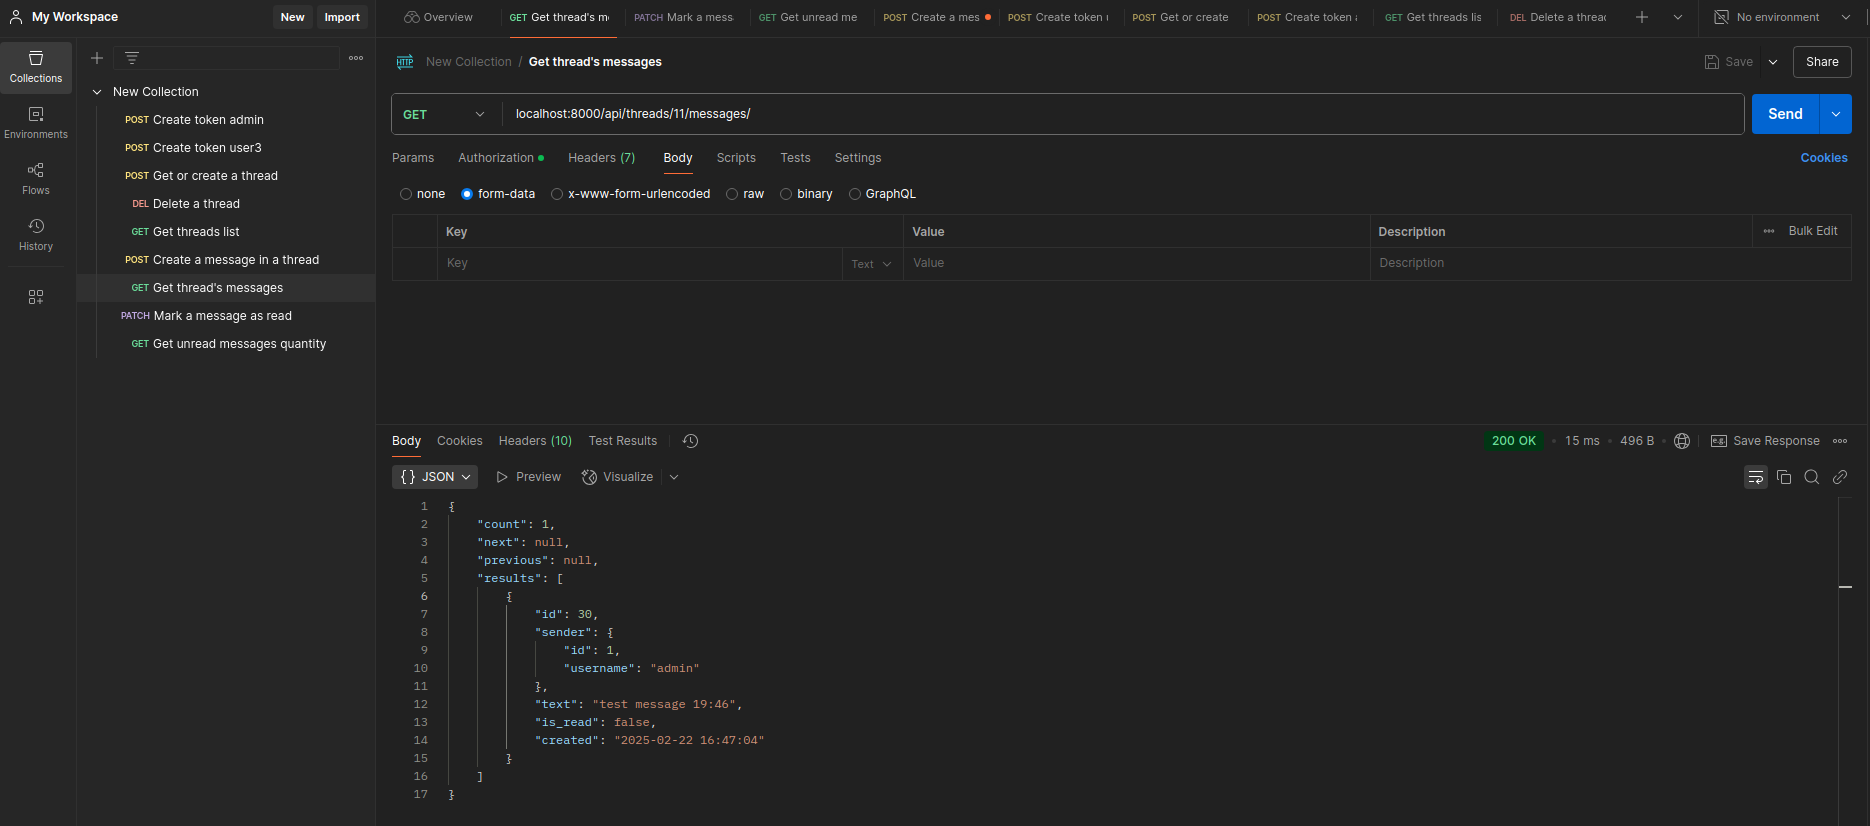 My Workspace
New
Import
Overview
GET Get thread's m
PATCH Mark a mess
GET Get unread me
POST Create a mes
POST Create token
POST Get or create
POST Create token
GET Get threads lis
DEL Delete a thread
No environment
Collections
Environments
Flows
History
New Collection
POST Create token admin
POST Create token user3
POST Get or create a thread
DEL Delete a thread
GET Get threads list
POST Create a message in a thread
GET Get thread's messages
PATCH Mark a message as read
GET Get unread messages quantity
HTTP New Collection / Get thread's messages
Save
Share
GET localhost:8000/api/threads/11/messages/
Send
Params Authorization Headers (7) Body Scripts Tests Settings
Cookies
none form-data x-www-form-urlencoded raw binary GraphQL
Key Value Description Bulk Edit
Key Text Value Description
Body Cookies Headers (10) Test Results
200 OK 15 ms 496 B e.g. Save Response
{} JSON Preview Visualize
1 {
2 "count": 1,
3 "next": null,
4 "previous": null,
5 "results": [
6 {
7 "id": 30,
8 "sender": {
9 "id": 1,
10 "username": "admin"
11 },
12 "text": "test message 19:46",
13 "is_read": false,
14 "created": "2025-02-22 16:47:04"
15 }
16 ]
17 }